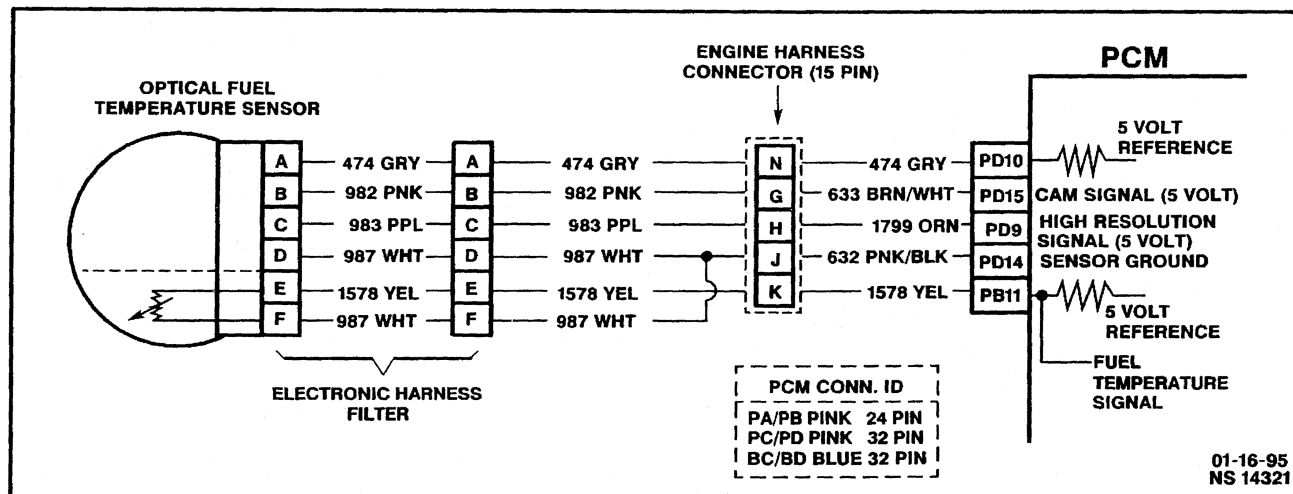 ENGINE HARNESS
CONNECTOR (15 PIN)
PCM
OPTICAL FUEL
TEMPERATURE SENSOR
5 VOLT
REFERENCE
A 474 GRY A 474 GRY N 474 GRY PD10
B 982 PNK B 982 PNK G 633 BRN/WHT PD15 CAM SIGNAL (5 VOLT)
C 983 PPL C 983 PPL H 1799 ORN PD9 HIGH RESOLUTION
SIGNAL (5 VOLT)
D 987 WHT D 987 WHT J 632 PNK/BLK PD14 SENSOR GROUND
E 1578 YEL E 1578 YEL K 1578 YEL PB11
F 987 WHT F 987 WHT
5 VOLT
REFERENCE
FUEL
TEMPERATURE
SIGNAL
ELECTRONIC HARNESS
FILTER
PCM CONN. ID
PA/PB PINK 24 PIN
PC/PD PINK 32 PIN
BC/BD BLUE 32 PIN
01-16-95
NS 14321